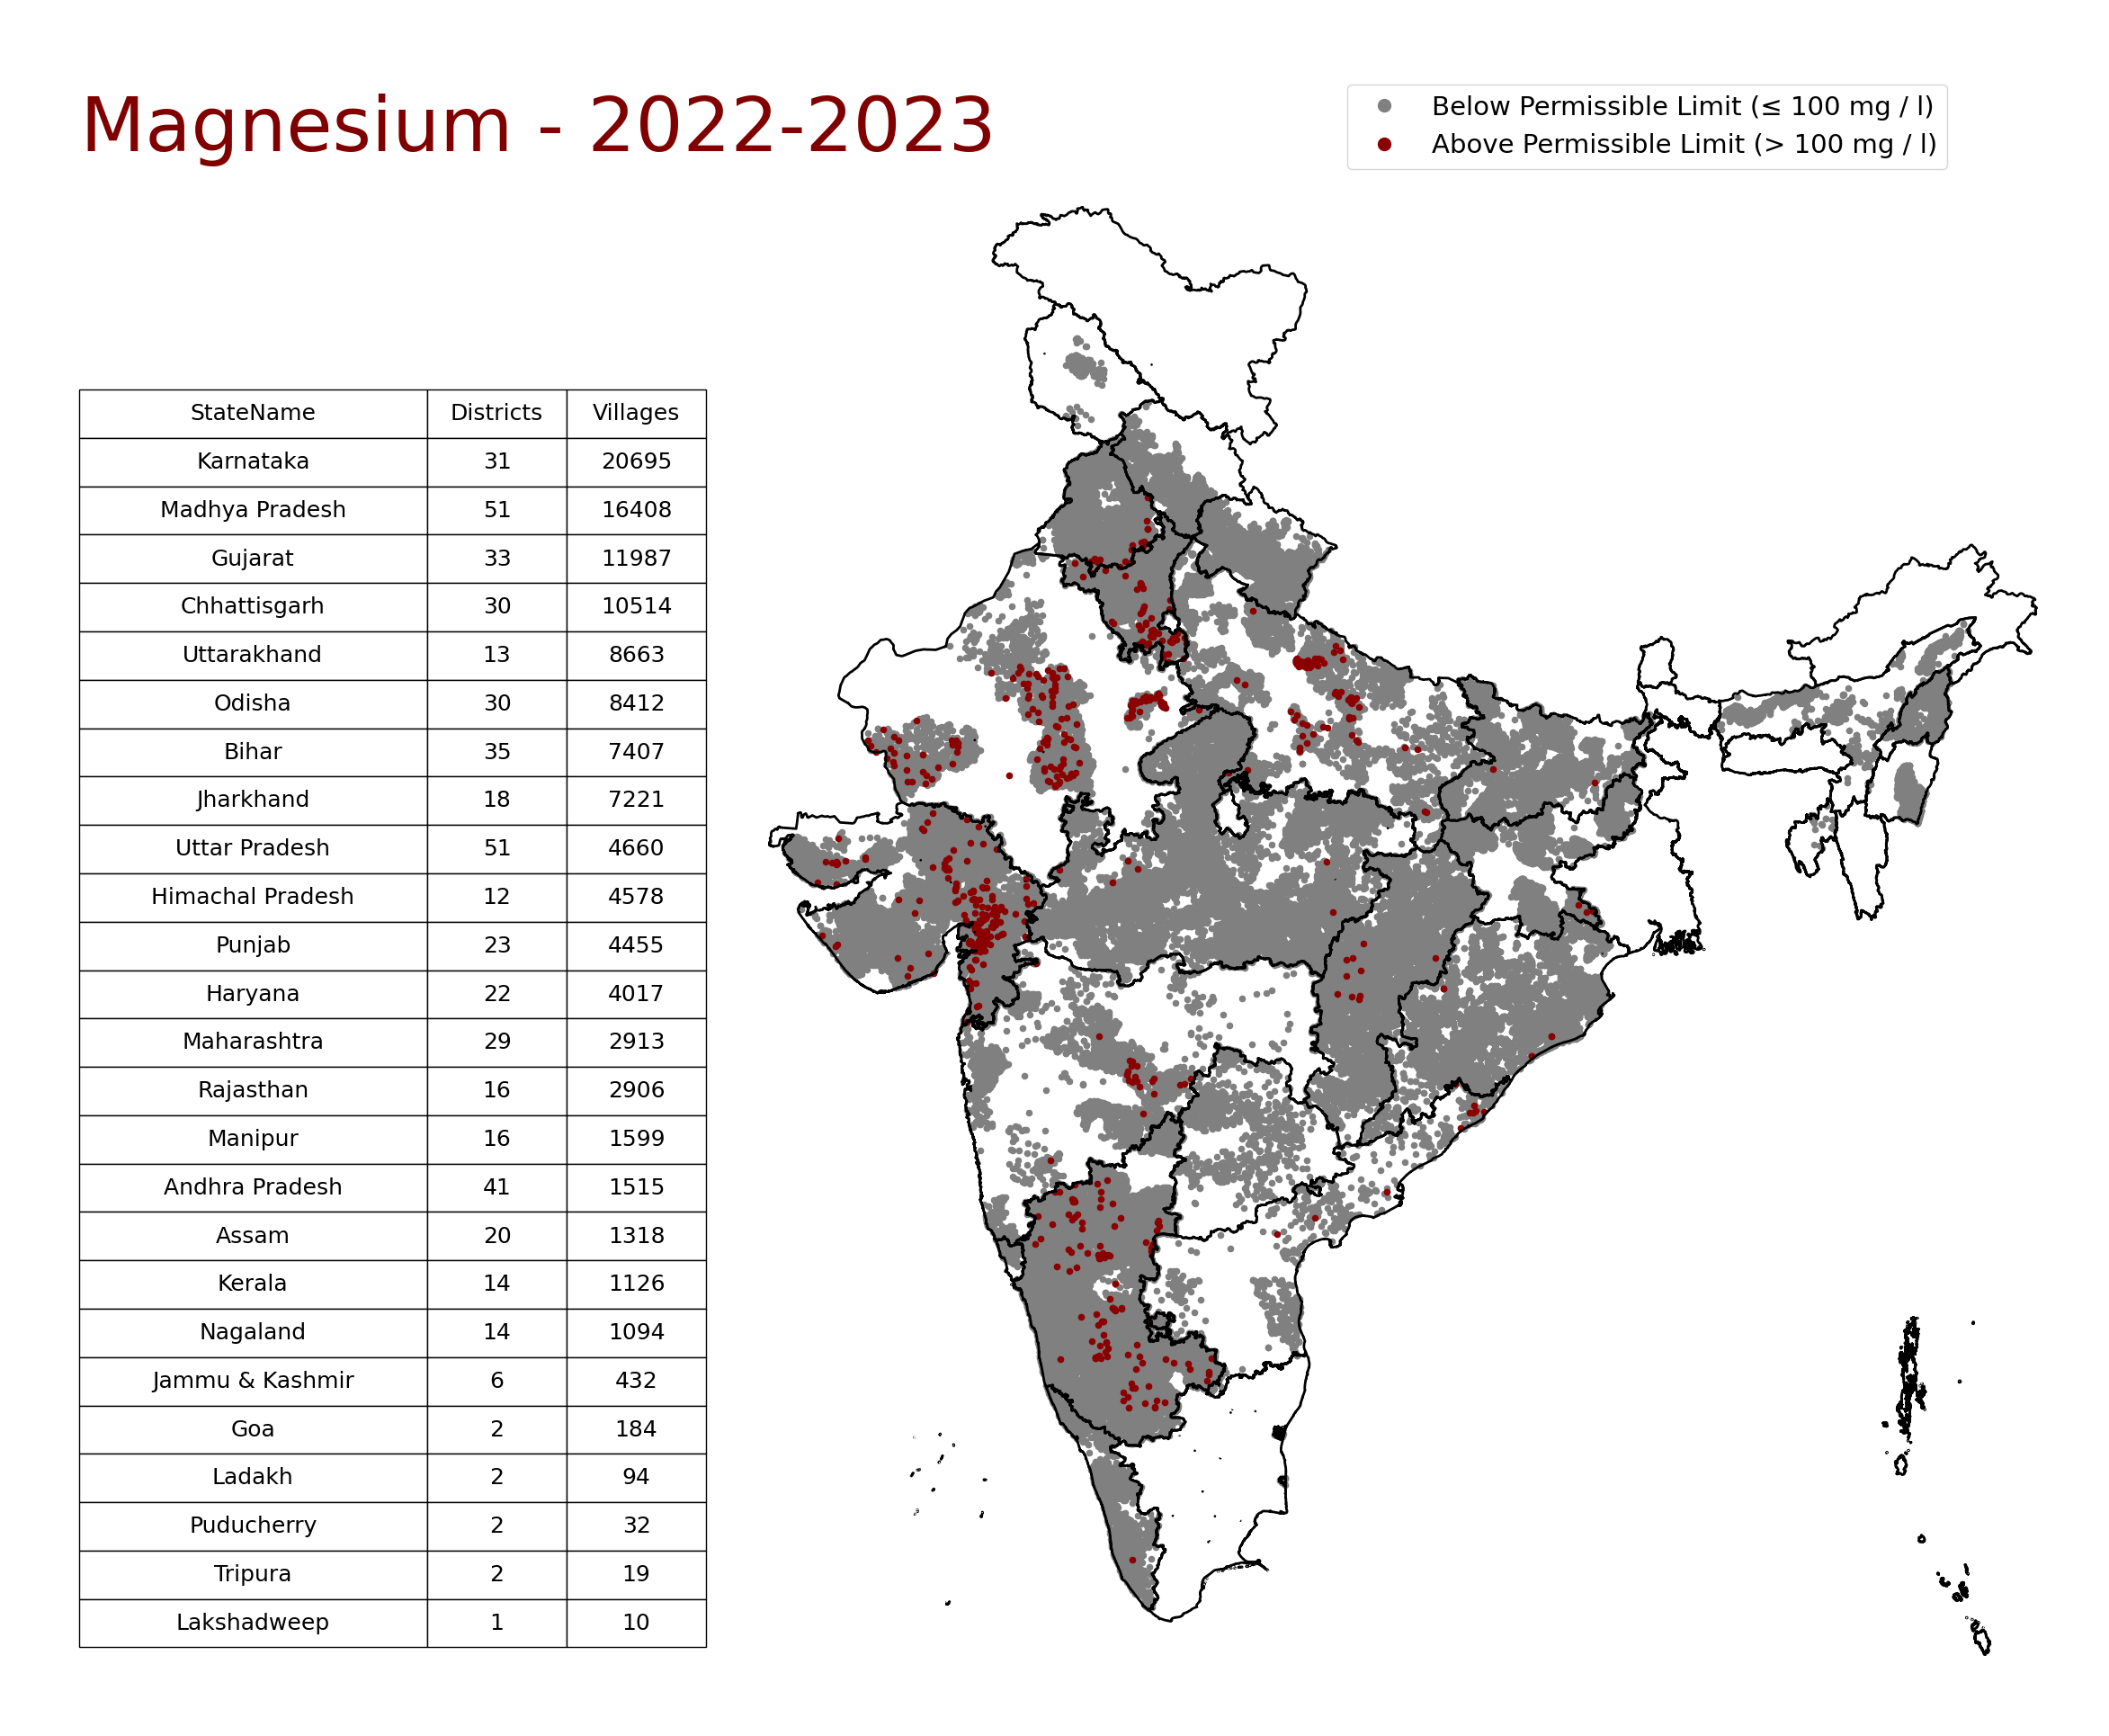 Magnesium - 2022-2023
Below Permissible Limit (≤ 100 mg / l)
Above Permissible Limit (> 100 mg / l)
StateName Districts Villages
Karnataka 31 20695
Madhya Pradesh 51 16408
Gujarat 33 11987
Chhattisgarh 30 10514
Uttarakhand 13 8663
Odisha 30 8412
Bihar 35 7407
Jharkhand 18 7221
Uttar Pradesh 51 4660
Himachal Pradesh 12 4578
Punjab 23 4455
Haryana 22 4017
Maharashtra 29 2913
Rajasthan 16 2906
Manipur 16 1599
Andhra Pradesh 41 1515
Assam 20 1318
Kerala 14 1126
Nagaland 14 1094
Jammu & Kashmir 6 432
Goa 2 184
Ladakh 2 94
Puducherry 2 32
Tripura 2 19
Lakshadweep 1 10